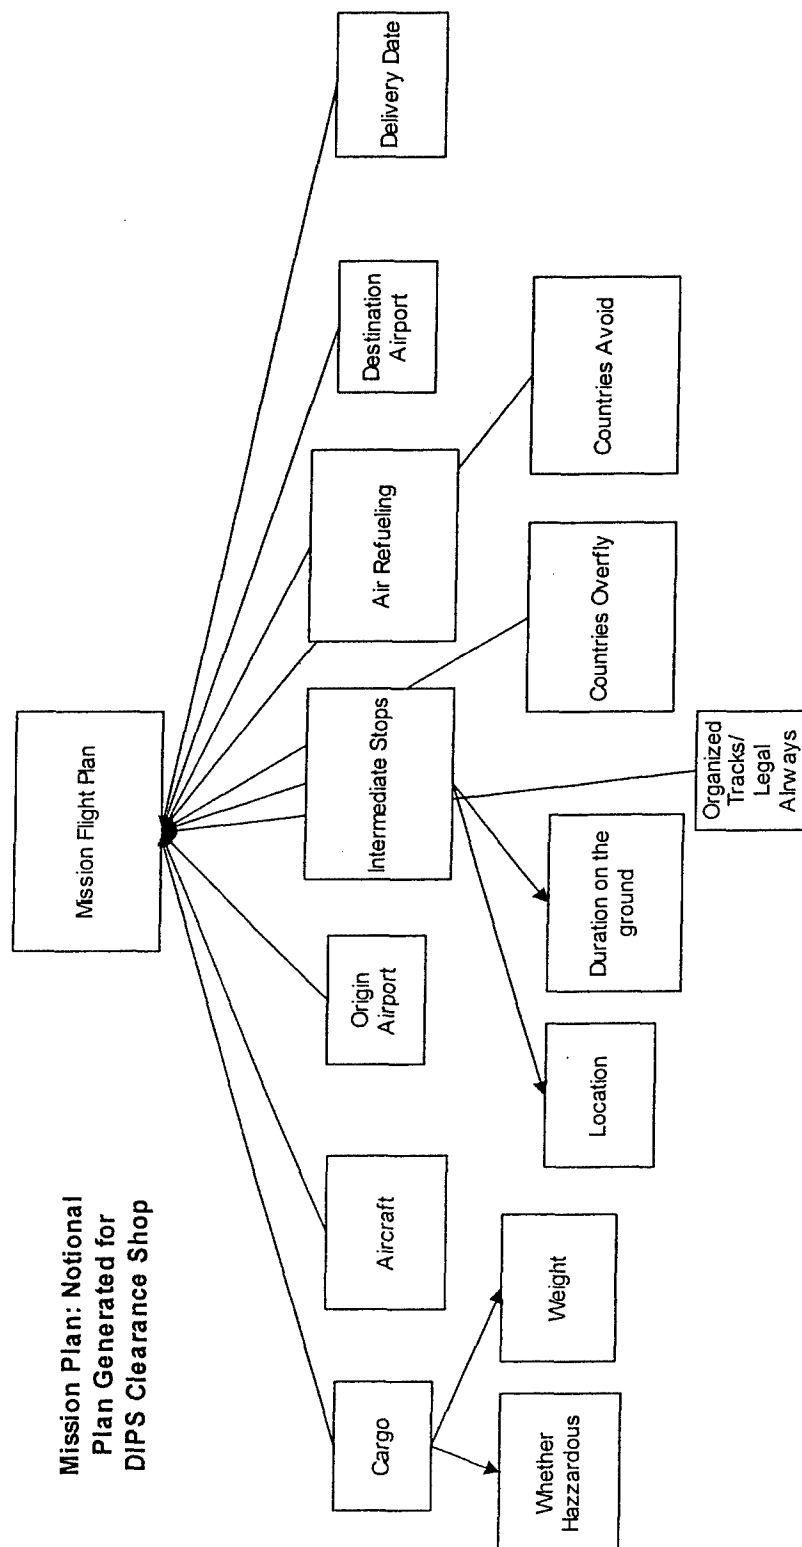 Mission Plan: Notional
Plan Generated for
DIPS Clearance Shop
Mission Flight Plan
Cargo
Aircraft
Origin
Airport
Intermediate Stops
Air Refueling
Destination
Airport
Delivery Date
Whether
Hazzardous
Weight
Location
Duration on the
ground
Countries Overfly
Countries Avoid
Organized
Tracks/
Legal
Airways